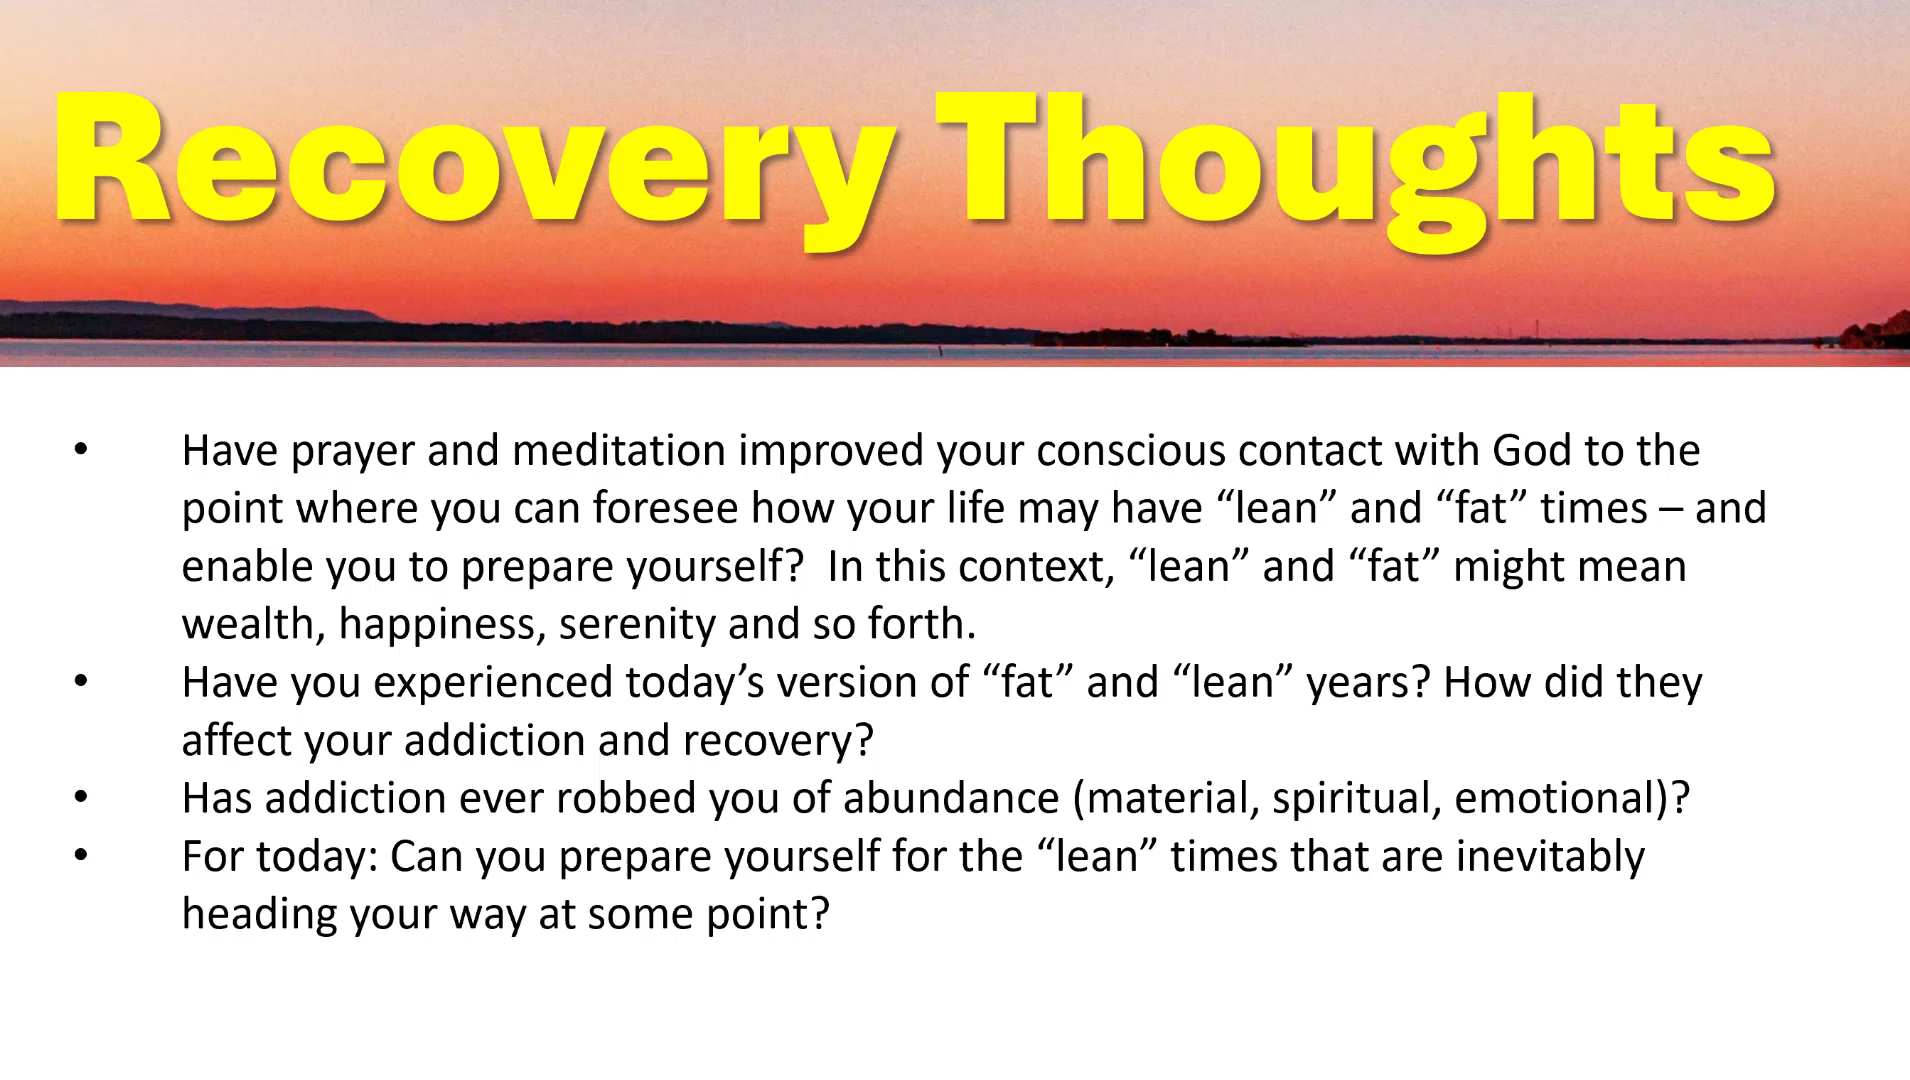 Recovery Thoughts
• Have prayer and meditation improved your conscious contact with God to the
point where you can foresee how your life may have “lean” and “fat” times – and
enable you to prepare yourself?  In this context, “lean” and “fat” might mean
wealth, happiness, serenity and so forth.
• Have you experienced today’s version of “fat” and “lean” years? How did they
affect your addiction and recovery?
• Has addiction ever robbed you of abundance (material, spiritual, emotional)?
• For today: Can you prepare yourself for the “lean” times that are inevitably
heading your way at some point?